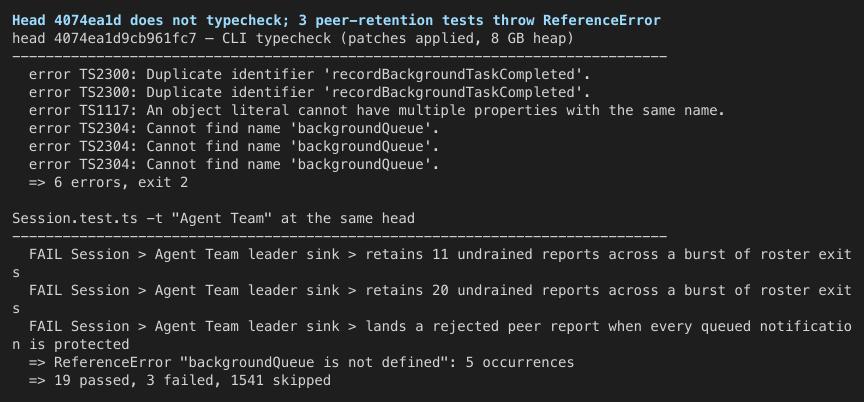 Head 4074ea1d does not typecheck; 3 peer-retention tests throw ReferenceError
head 4074ea1d9cb961fc7 — CLI typecheck (patches applied, 8 GB heap)
------------------------------------------------------------------------------
  error TS2300: Duplicate identifier 'recordBackgroundTaskCompleted'.
  error TS2300: Duplicate identifier 'recordBackgroundTaskCompleted'.
  error TS1117: An object literal cannot have multiple properties with the same name.
  error TS2304: Cannot find name 'backgroundQueue'.
  error TS2304: Cannot find name 'backgroundQueue'.
  error TS2304: Cannot find name 'backgroundQueue'.
  => 6 errors, exit 2

Session.test.ts -t "Agent Team" at the same head
------------------------------------------------------------------------------
  FAIL Session > Agent Team leader sink > retains 11 undrained reports across a burst of roster exit
s
  FAIL Session > Agent Team leader sink > retains 20 undrained reports across a burst of roster exit
s
  FAIL Session > Agent Team leader sink > lands a rejected peer report when every queued notificatio
n is protected
  => ReferenceError "backgroundQueue is not defined": 5 occurrences
  => 19 passed, 3 failed, 1541 skipped